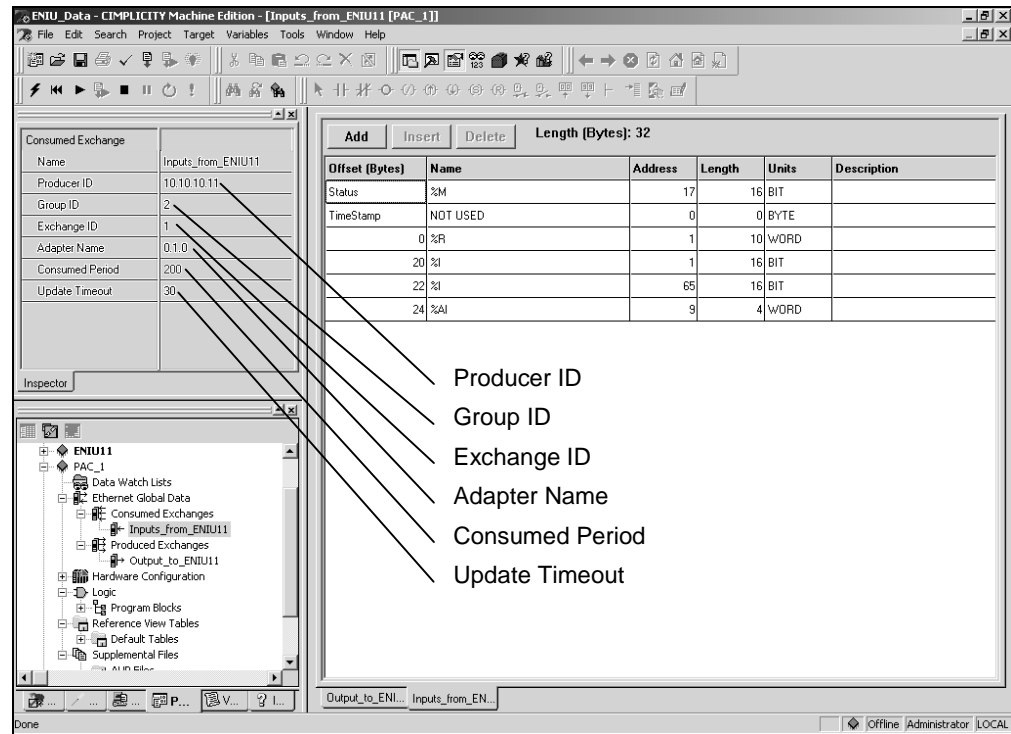 ENIU_Data - CIMPLICITY Machine Edition - [Inputs_from_ENIU11 [PAC_1]]
File Edit Search Project Target Variables Tools Window Help
Consumed Exchange
Name Inputs_from_ENIU11
Producer ID 10.10.10.11
Group ID 2
Exchange ID 1
Adapter Name 0.1.0
Consumed Period 200
Update Timeout 30
Inspector
Add Insert Delete Length (Bytes): 32
Offset (Bytes) Name Address Length Units Description
Status %M 17 16 BIT
TimeStamp NOT USED 0 0 BYTE
0 %R 1 10 WORD
20 %I 1 16 BIT
22 %I 65 16 BIT
24 %AI 9 4 WORD
Producer ID
Group ID
Exchange ID
Adapter Name
Consumed Period
Update Timeout
ENIU11
PAC_1
Data Watch Lists
Ethernet Global Data
Consumed Exchanges
Inputs_from_ENIU11
Produced Exchanges
Output_to_ENIU11
Hardware Configuration
Logic
Program Blocks
Reference View Tables
Default Tables
Supplemental Files
... ... ... P... V... I...
Output_to_ENI... Inputs_from_EN...
Done Offline Administrator LOCAL